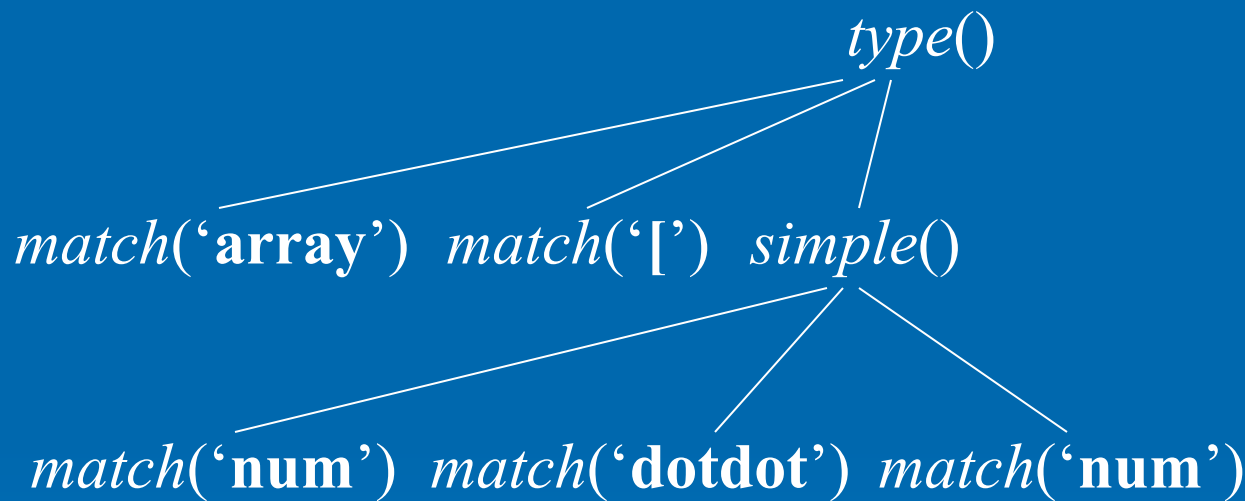 type()
match(‘array’) match(‘[’) simple()
match(‘num’) match(‘dotdot’) match(‘num’)